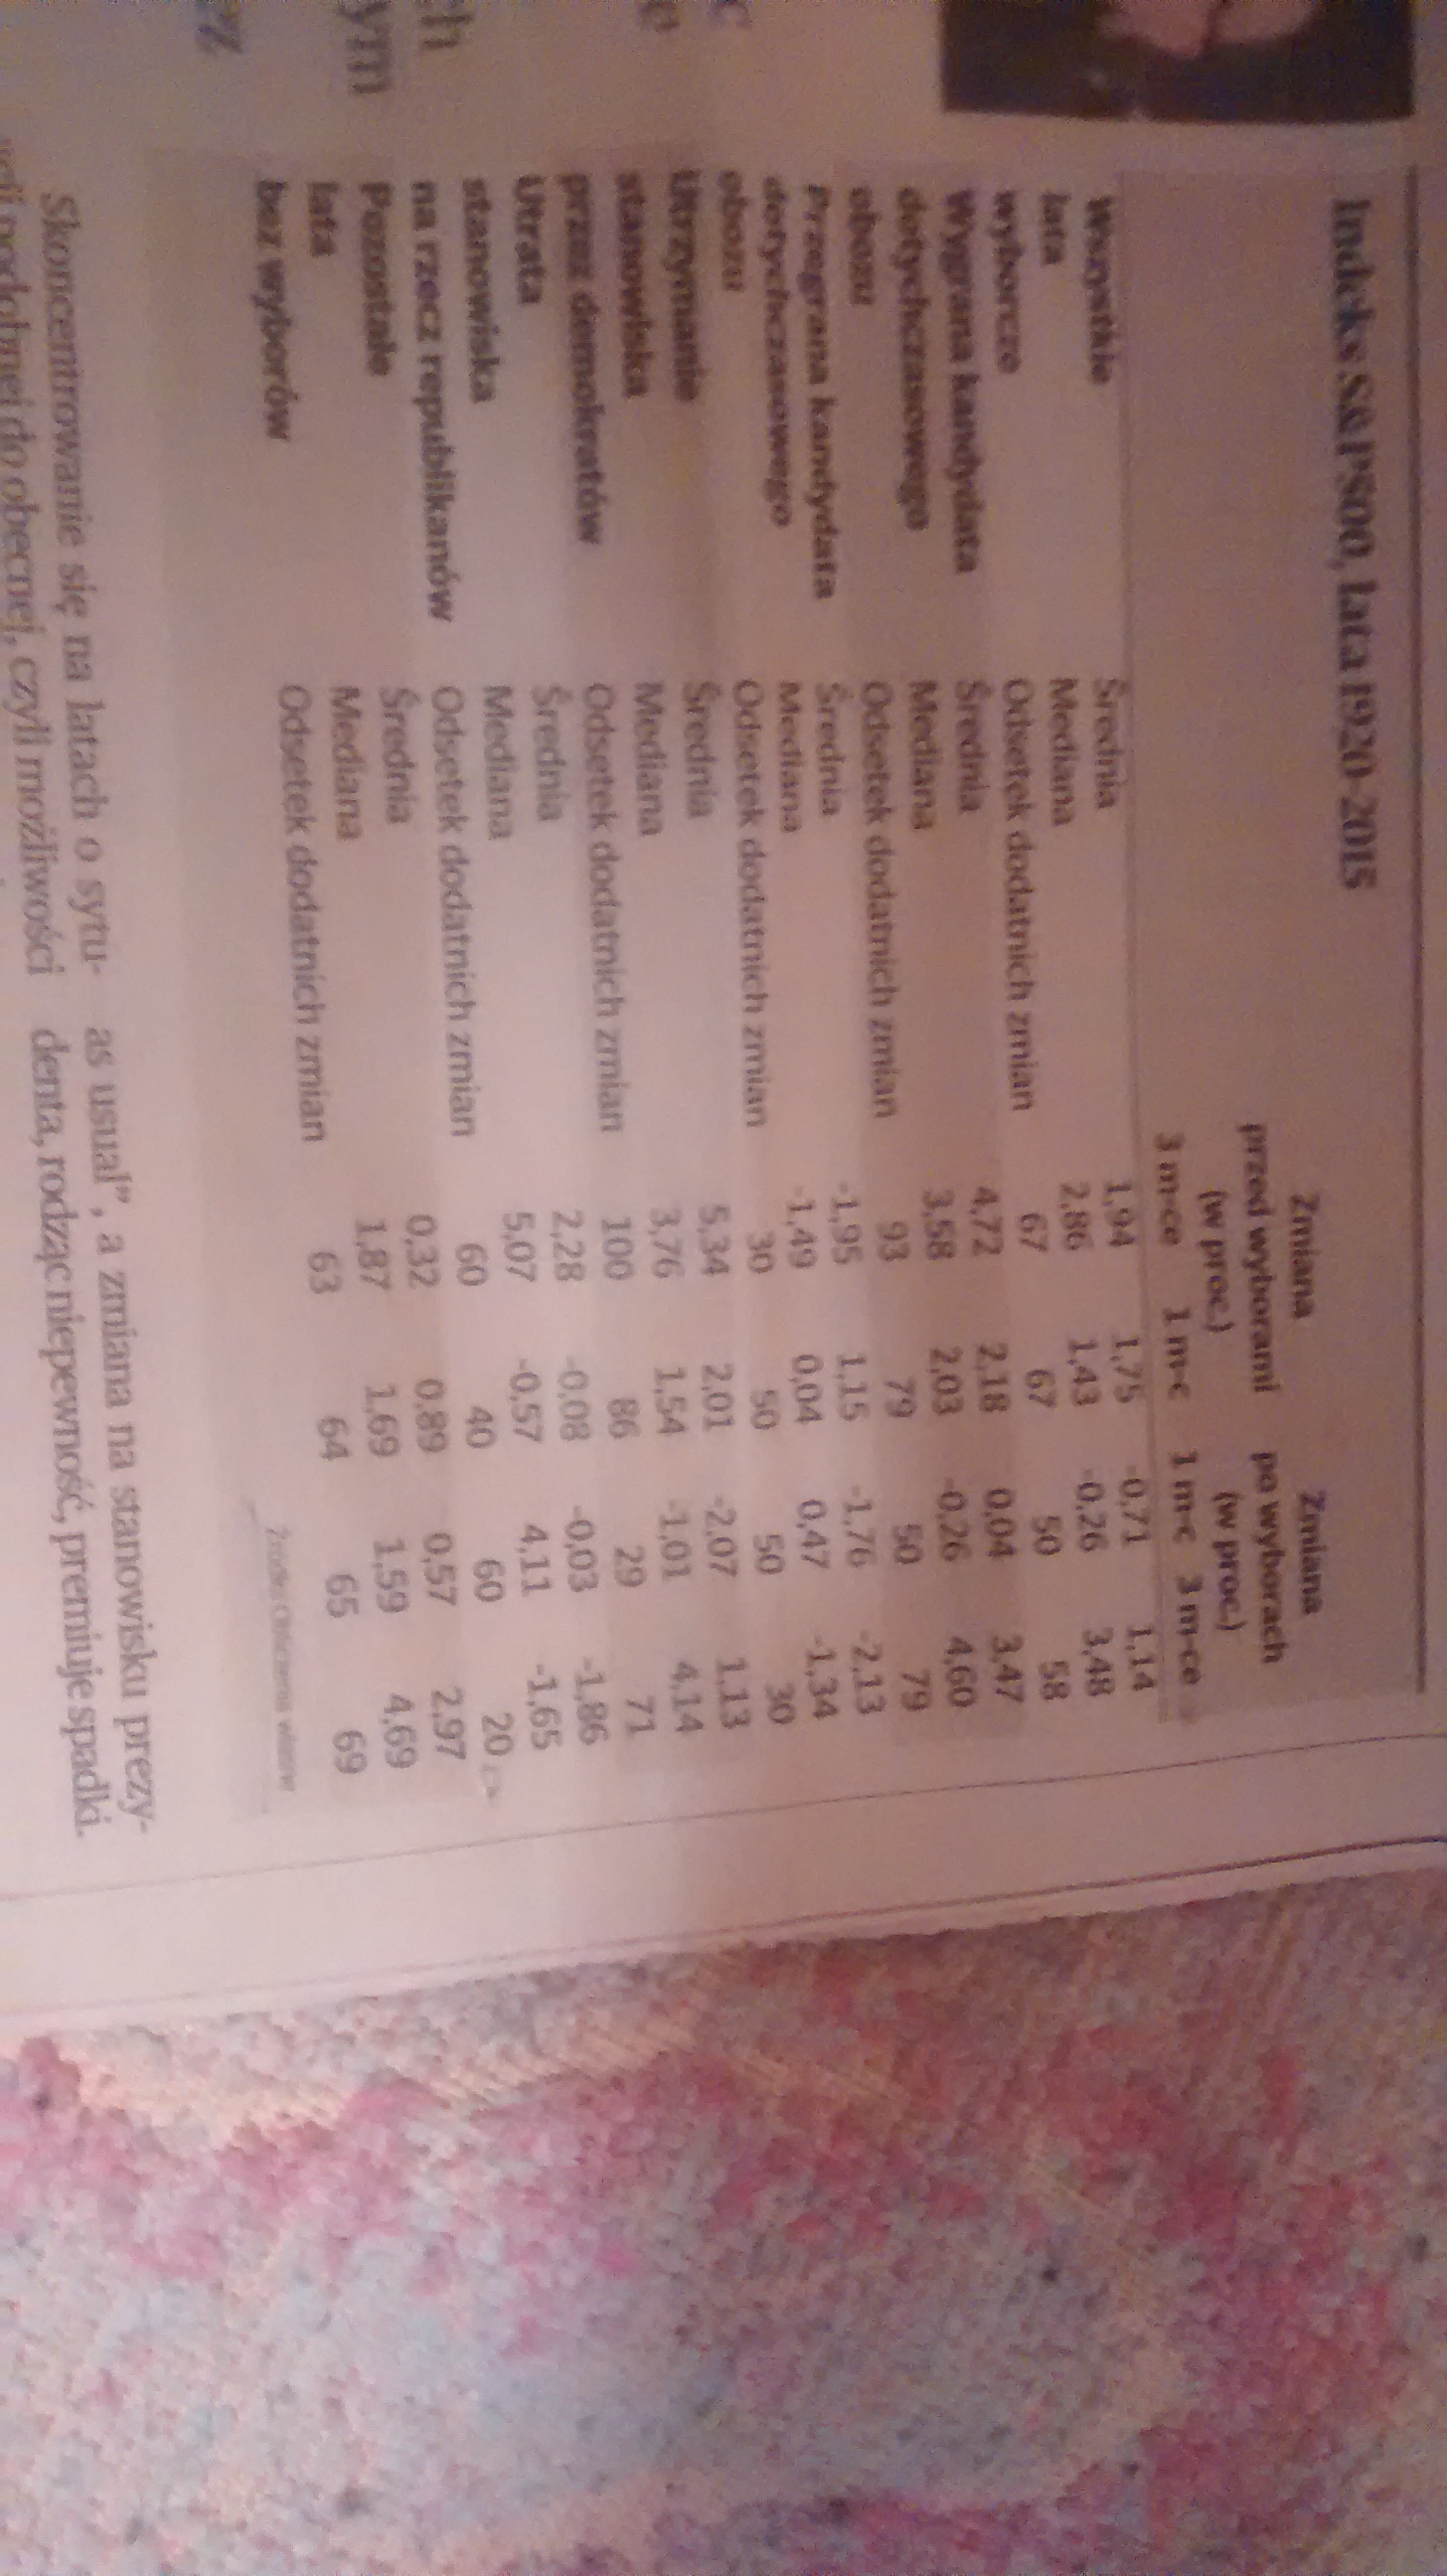 Indeks S&P500, lata 1920-2015
Zmiana Zmiana
przed wyborami po wyborach
(w proc.) (w proc.)
3 m-ce 1 m-c 1 m-c 3 m-ce
Wszystkie Średnia 1,94 1,75 -0,71 1,14
lata Mediana 2,86 1,43 -0,26 3,48
wyborcze Odsetek dodatnich zmian 67 67 50 58
Wygrana kandydata Średnia 4,72 2,18 0,04 3,47
dotychczasowego Mediana 3,58 2,03 -0,26 4,60
obozu Odsetek dodatnich zmian 93 79 50 79
Przegrana kandydata Średnia -1,95 1,15 -1,76 -2,13
dotychczasowego Mediana -1,49 0,04 0,47 -1,34
obozu Odsetek dodatnich zmian 30 50 50 30
Utrzymanie Średnia 5,34 2,01 -2,07 1,13
stanowiska Mediana 3,76 1,54 -1,01 4,14
przez demokratów Odsetek dodatnich zmian 100 86 29 71
Utrata Średnia 2,28 -0,08 -0,03 -1,86
stanowiska Mediana 5,07 -0,57 4,11 -1,65
na rzecz republikanów Odsetek dodatnich zmian 60 40 60 20
Pozostałe Średnia 0,32 0,89 0,57 2,97
lata Mediana 1,87 1,69 1,59 4,69
bez wyborów Odsetek dodatnich zmian 63 64 65 69
Źródło: Obliczenia własne
ym
Skoncentrowanie się na latach o sytu-
podobnej do obecnej, czyli możliwości
as usual”, a zmiana na stanowisku prezy-
denta, rodząc niepewność, premiuje spadki.